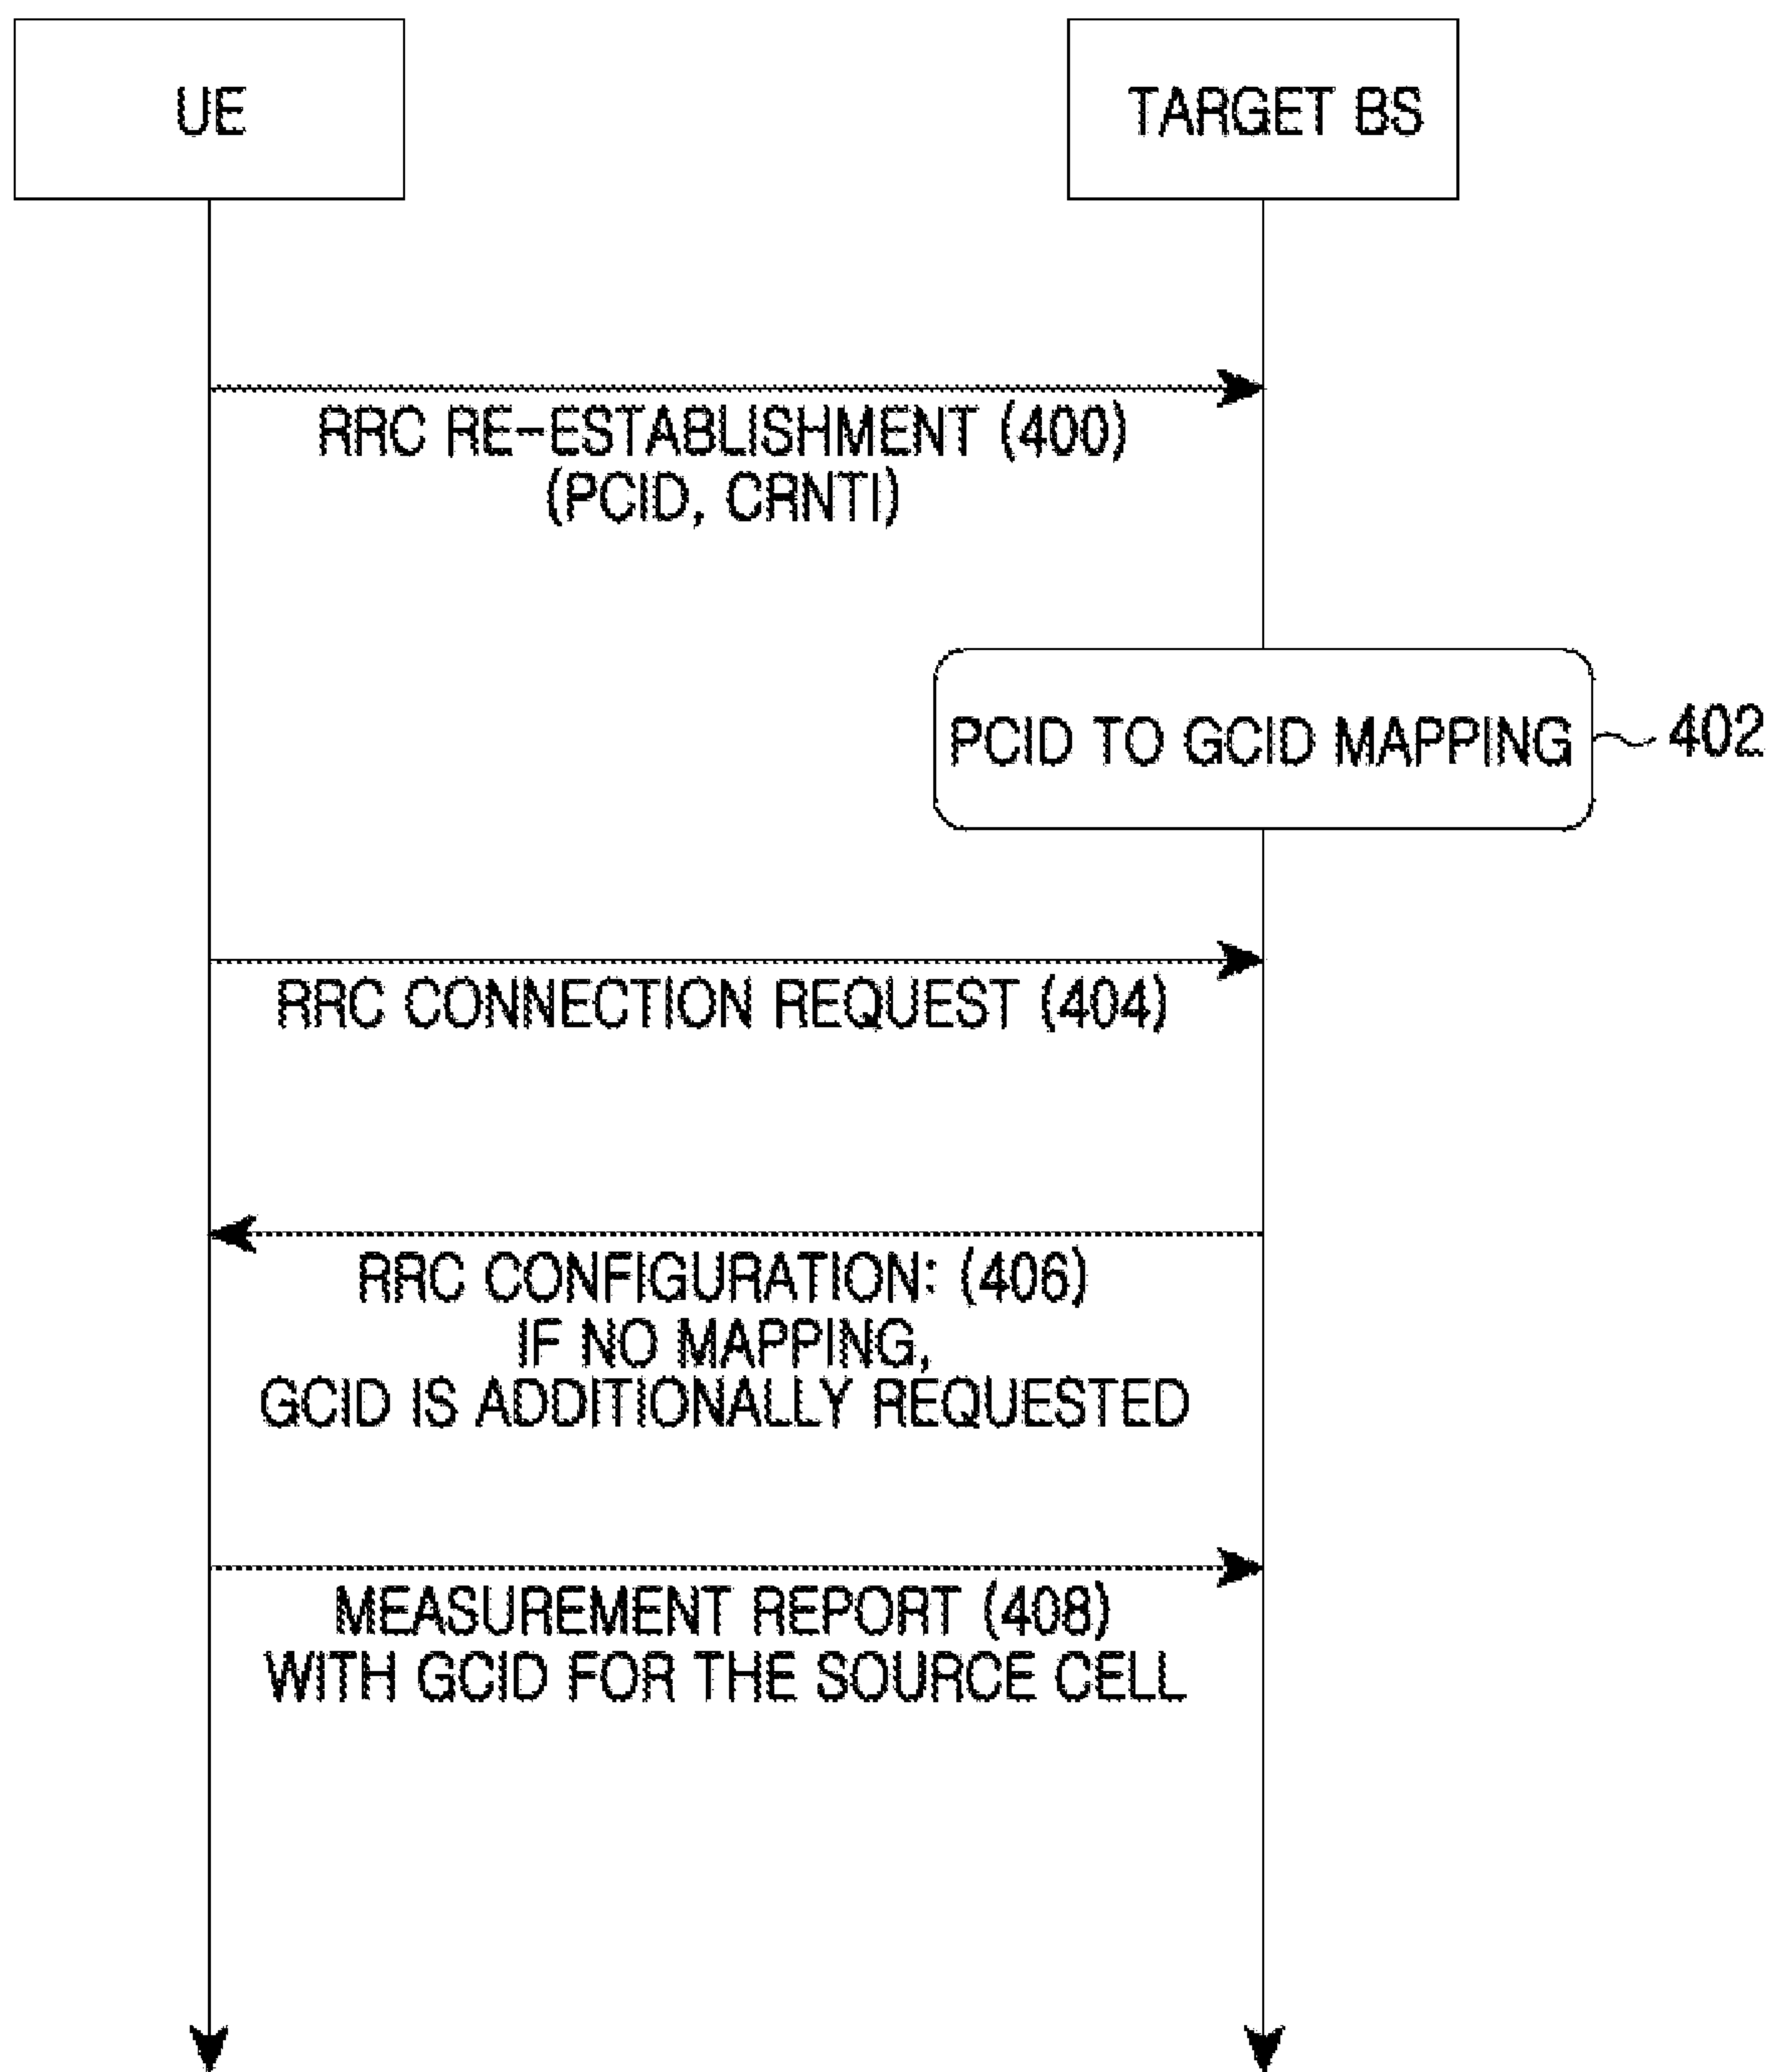 UE
TARGET BS
RRC RE-ESTABLISHMENT (400)
(PCID, CRNTI)
PCID TO GCID MAPPING
402
RRC CONNECTION REQUEST (404)
RRC CONFIGURATION: (406)
IF NO MAPPING,
GCID IS ADDITIONALLY REQUESTED
MEASUREMENT REPORT (408)
WITH GCID FOR THE SOURCE CELL